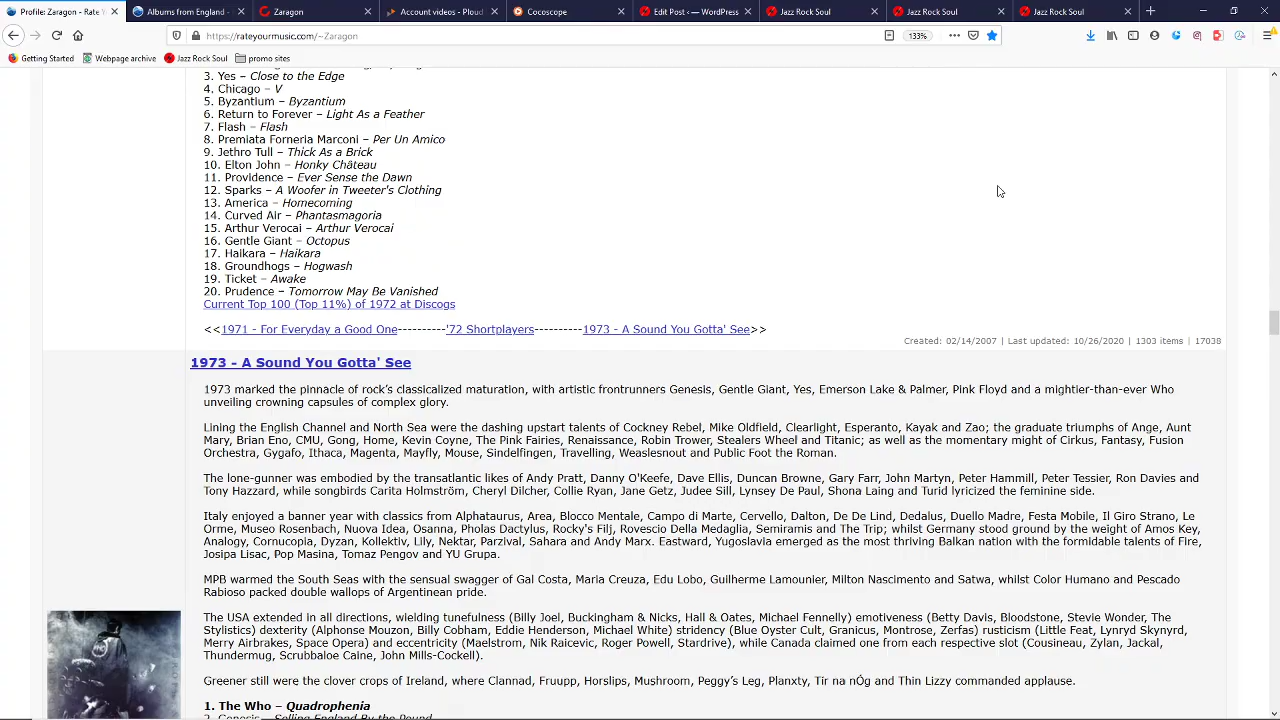 Profile: Zaragon - Rate Y
Albums from England -
Zaragon
Account videos - Ploud
Cocoscope
Edit Post ‹ — WordPress
Jazz Rock Soul
Jazz Rock Soul
Jazz Rock Soul
https://rateyourmusic.com/~Zaragon
133%
Getting Started
Webpage archive
Jazz Rock Soul
promo sites
3. Yes – Close to the Edge
4. Chicago – V
5. Byzantium – Byzantium
6. Return to Forever – Light As a Feather
7. Flash – Flash
8. Premiata Forneria Marconi – Per Un Amico
9. Jethro Tull – Thick As a Brick
10. Elton John – Honky Château
11. Providence – Ever Sense the Dawn
12. Sparks – A Woofer in Tweeter's Clothing
13. America – Homecoming
14. Curved Air – Phantasmagoria
15. Arthur Verocai – Arthur Verocai
16. Gentle Giant – Octopus
17. Haikara – Haikara
18. Groundhogs – Hogwash
19. Ticket – Awake
20. Prudence – Tomorrow May Be Vanished
Current Top 100 (Top 11%) of 1972 at Discogs
<<1971 - For Everyday a Good One----------'72 Shortplayers----------1973 - A Sound You Gotta' See>>
Created: 02/14/2007 | Last updated: 10/26/2020 | 1303 items | 17038
1973 - A Sound You Gotta' See
1973 marked the pinnacle of rock's classicalized maturation, with artistic frontrunners Genesis, Gentle Giant, Yes, Emerson Lake & Palmer, Pink Floyd and a mightier-than-ever Who
unveiling crowning capsules of complex glory.
Lining the English Channel and North Sea were the dashing upstart talents of Cockney Rebel, Mike Oldfield, Clearlight, Esperanto, Kayak and Zao; the graduate triumphs of Ange, Aunt
Mary, Brian Eno, CMU, Gong, Home, Kevin Coyne, The Pink Fairies, Renaissance, Robin Trower, Stealers Wheel and Titanic; as well as the momentary might of Cirkus, Fantasy, Fusion
Orchestra, Gygafo, Ithaca, Magenta, Mayfly, Mouse, Sindelfingen, Travelling, Weaslesnout and Public Foot the Roman.
The lone-gunner was embodied by the transatlantic likes of Andy Pratt, Danny O'Keefe, Dave Ellis, Duncan Browne, Gary Farr, John Martyn, Peter Hammill, Peter Tessier, Ron Davies and
Tony Hazzard, while songbirds Carita Holmström, Cheryl Dilcher, Collie Ryan, Jane Getz, Judee Sill, Lynsey De Paul, Shona Laing and Turid lyricized the feminine side.
Italy enjoyed a banner year with classics from Alphataurus, Area, Blocco Mentale, Campo di Marte, Cervello, Dalton, De De Lind, Dedalus, Duello Madre, Festa Mobile, Il Giro Strano, Le
Orme, Museo Rosenbach, Nuova Idea, Osanna, Pholas Dactylus, Rocky's Filj, Rovescio Della Medaglia, Semiramis and The Trip; whilst Germany stood ground by the weight of Amos Key,
Analogy, Cornucopia, Dyzan, Kollektiv, Lily, Nektar, Parzival, Sahara and Andy Marx. Eastward, Yugoslavia emerged as the most thriving Balkan nation with the formidable talents of Fire,
Josipa Lisac, Pop Masina, Tomaz Pengov and YU Grupa.
MPB warmed the South Seas with the sensual swagger of Gal Costa, Maria Creuza, Edu Lobo, Guilherme Lamounier, Milton Nascimento and Satwa, whilst Color Humano and Pescado
Rabioso packed double wallops of Argentinean pride.
The USA extended in all directions, wielding tunefulness (Billy Joel, Buckingham & Nicks, Hall & Oates, Michael Fennelly) emotiveness (Betty Davis, Bloodstone, Stevie Wonder, The
Stylistics) dexterity (Alphonse Mouzon, Billy Cobham, Eddie Henderson, Michael White) stridency (Blue Oyster Cult, Granicus, Montrose, Zerfas) rusticism (Little Feat, Lynryd Skynyrd,
Merry Airbrakes, Space Opera) and eccentricity (Maelstrom, Nik Raicevic, Roger Powell, Stardrive), while Canada claimed one from each respective slot (Cousineau, Zylan, Jackal,
Thundermug, Scrubbaloe Caine, John Mills-Cockell).
Greener still were the clover crops of Ireland, where Clannad, Fruupp, Horslips, Mushroom, Peggy's Leg, Planxty, Tir na nÓg and Thin Lizzy commanded applause.
1. The Who – Quadrophenia
2. Genesis – Selling England By the Pound